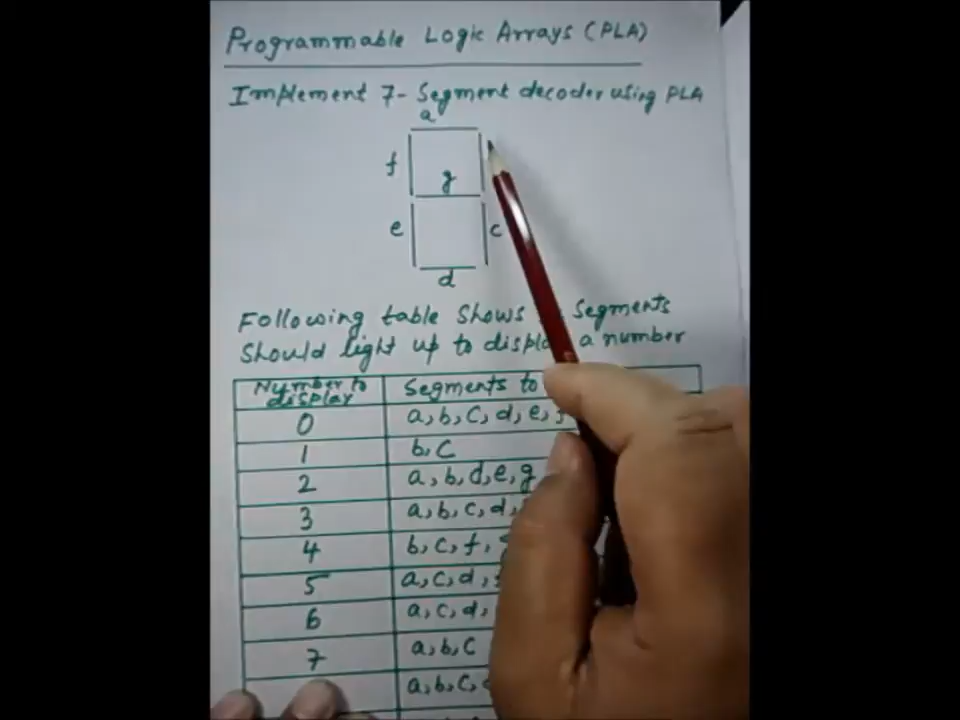 Programmable Logic Arrays (PLA)
Implement 7-Segment decoder using PLA
a
f
g
e
c
d
Following table shows Segments
Should light up to display a number
Number to display
Segments to
0
a, b, c, d, e, f
1
b, c
2
a, b, d, e, g
3
a, b, c, d,
4
b, c, f,
5
a, c, d,
6
a, c, d,
7
a, b, c
a, b, c,